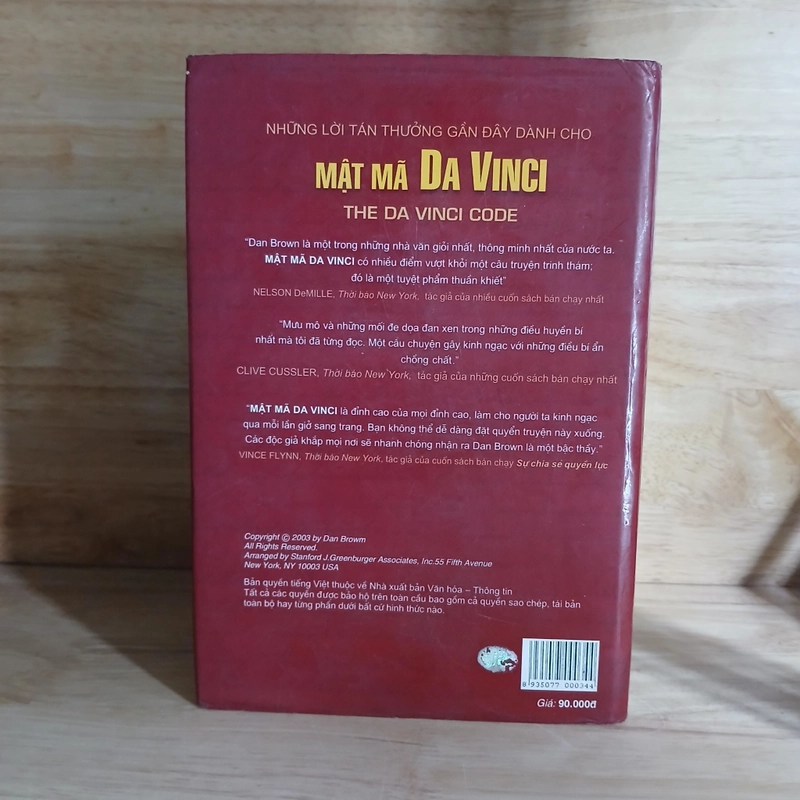 NHỮNG LỜI TÁN THƯỞNG GẦN ĐÂY DÀNH CHO
MẬT MÃ DA VINCI
THE DA VINCI CODE
“Dan Brown là một trong những nhà văn giỏi nhất, thông minh nhất của nước ta.
MẬT MÃ DA VINCI có nhiều điểm vượt khỏi một câu truyện trinh thám;
đó là một tuyệt phẩm thuần khiết”
NELSON DeMILLE, Thời báo New York, tác giả của nhiều cuốn sách bán chạy nhất
“Mưu mô và những mối đe dọa đan xen trong những điều huyền bí
nhất mà tôi đã từng đọc. Một câu chuyện gây kinh ngạc với những điều bí ẩn
chồng chất.”
CLIVE CUSSLER, Thời báo New York, tác giả của những cuốn sách bán chạy nhất
“MẬT MÃ DA VINCI là đỉnh cao của mọi đỉnh cao, làm cho người ta kinh ngạc
qua mỗi lần giở sang trang. Bạn không thể dễ dàng đặt quyển truyện này xuống.
Các độc giả khắp mọi nơi sẽ nhanh chóng nhận ra Dan Brown là một bậc thầy.”
VINCE FLYNN, Thời báo New York, tác giả của cuốn sách bán chạy Sự chia sẻ quyền lực
Copyright © 2003 by Dan Browm
All Rights Reserved.
Arranged by Stanford J.Greenburger Associates, Inc.55 Fifth Avenue
New York, NY 10003 USA
Bản quyền tiếng Việt thuộc về Nhà xuất bản Văn hóa – Thông tin
Tất cả các quyền được bảo hộ trên toàn cầu bao gồm cả quyền sao chép, tái bản
toàn bộ hay từng phần dưới bất cứ hình thức nào.
8 935077 000344
Giá: 90.000đ